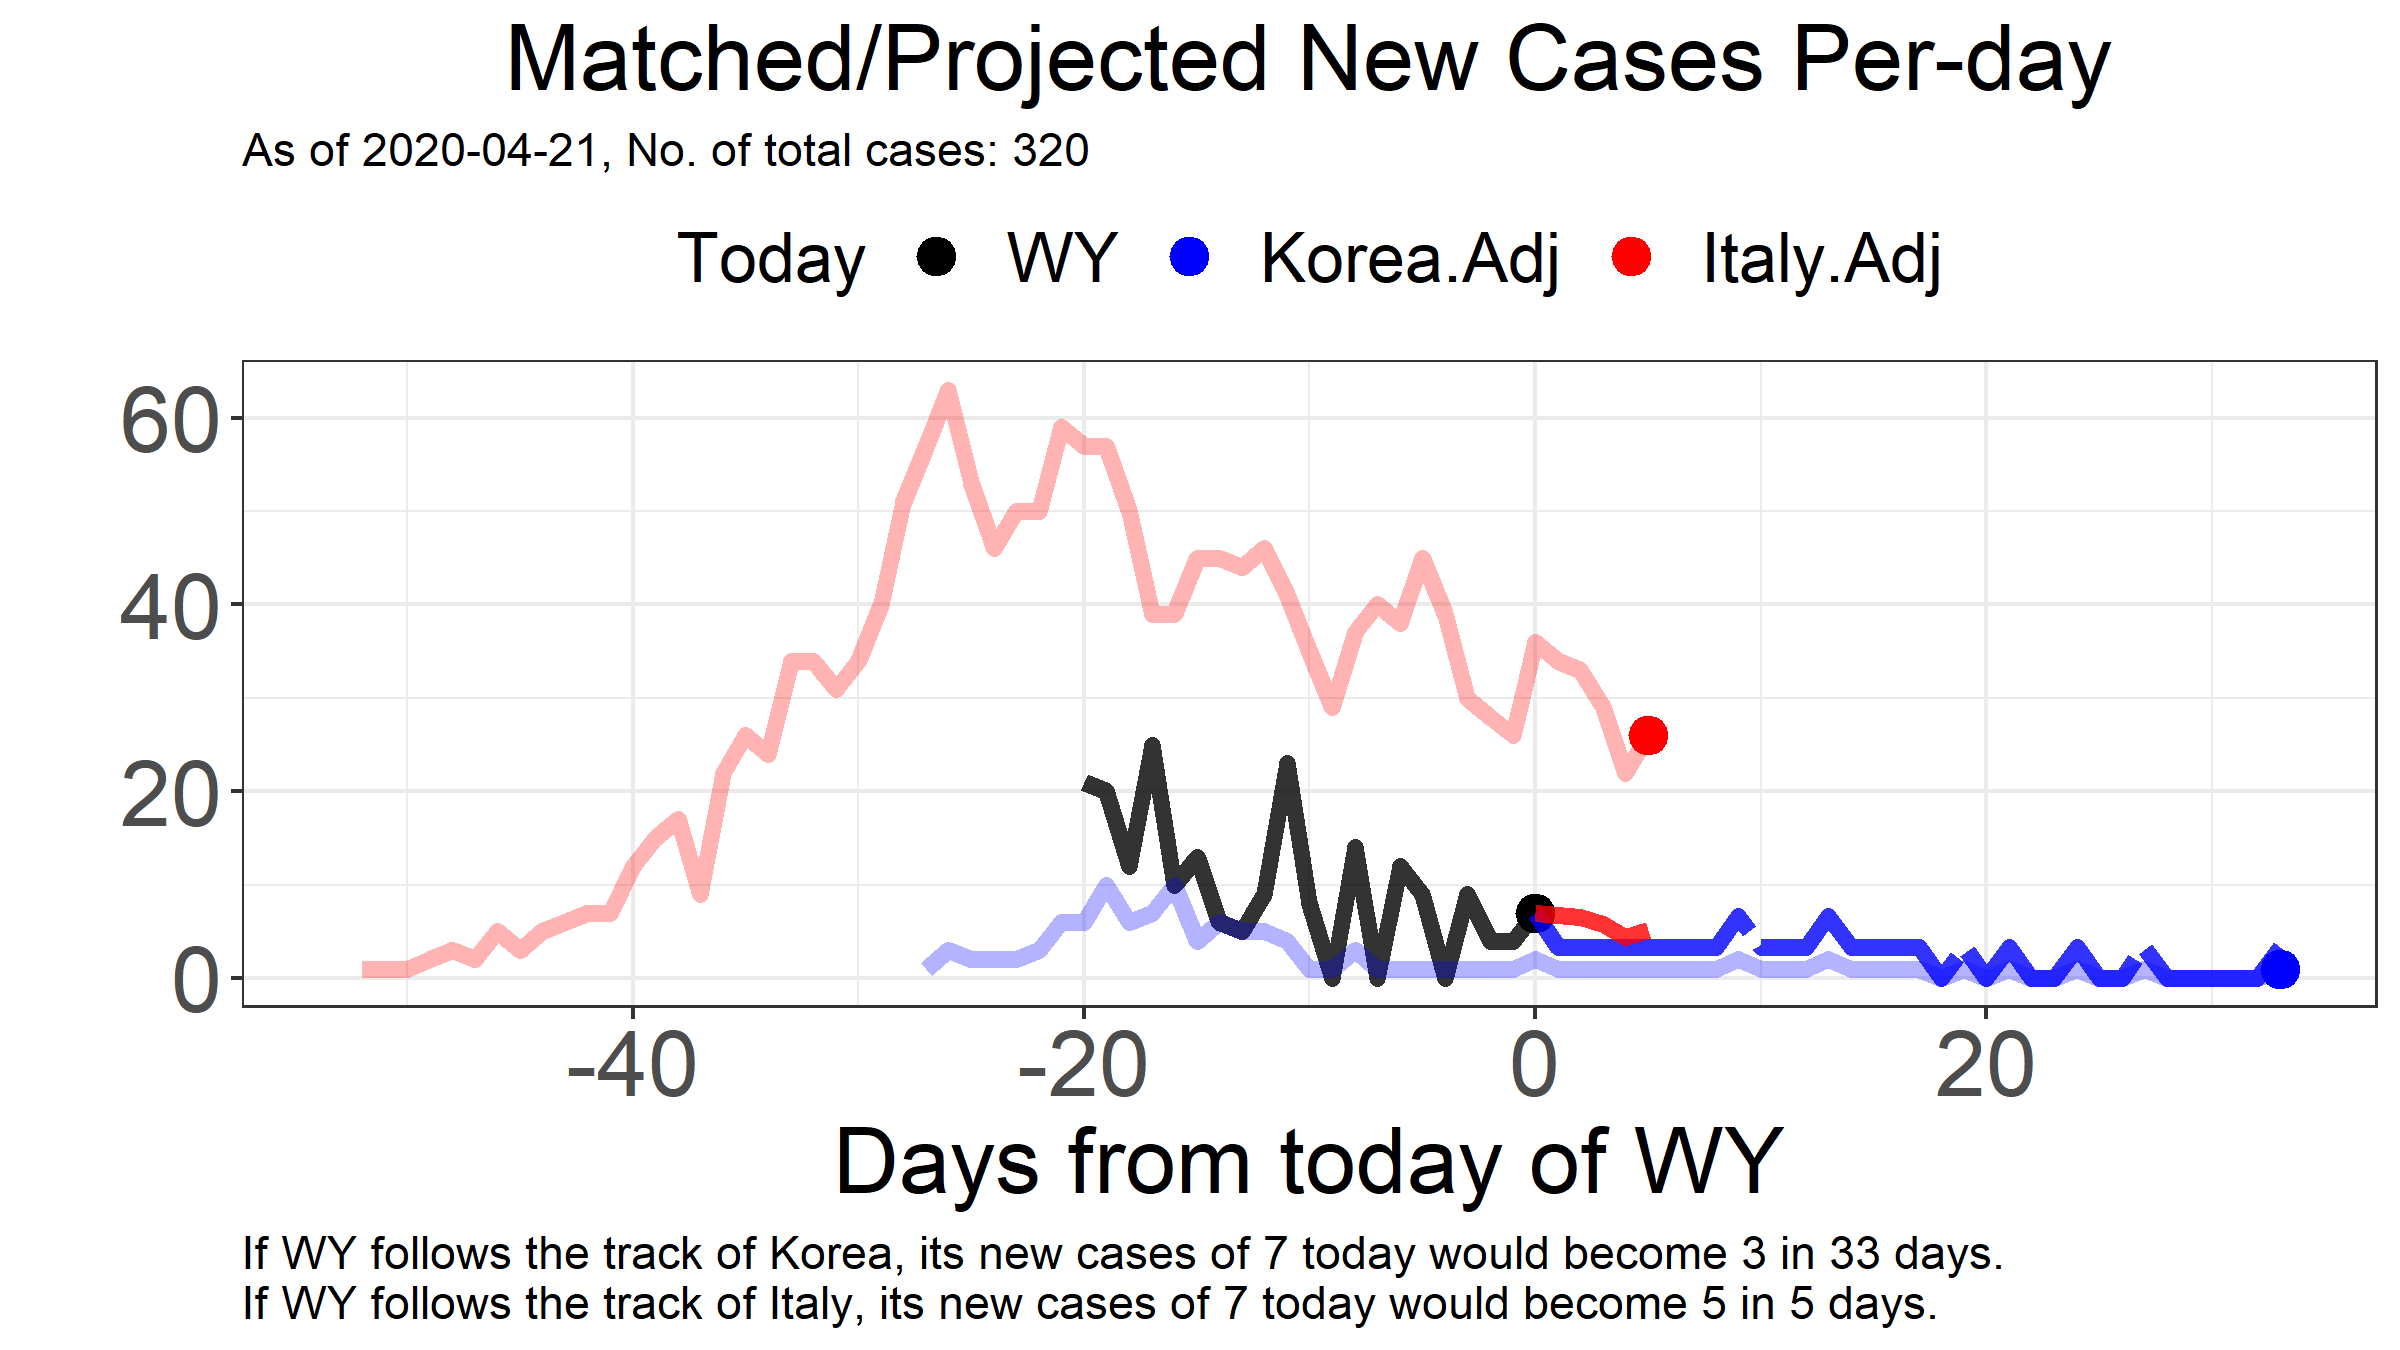 Matched/Projected New Cases Per-day
As of 2020-04-21, No. of total cases: 320
Today WY Korea.Adj Italy.Adj
60
40
20
0
-40 -20 0 20
Days from today of WY
If WY follows the track of Korea, its new cases of 7 today would become 3 in 33 days.
If WY follows the track of Italy, its new cases of 7 today would become 5 in 5 days.